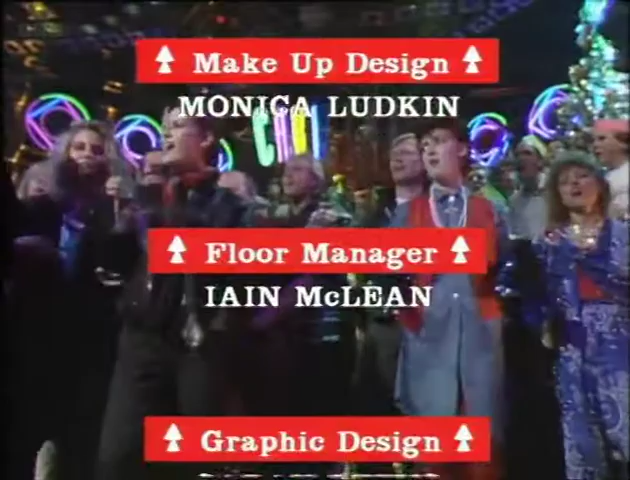 Make Up Design
MONICA LUDKIN
Floor Manager
IAIN McLEAN
Graphic Design